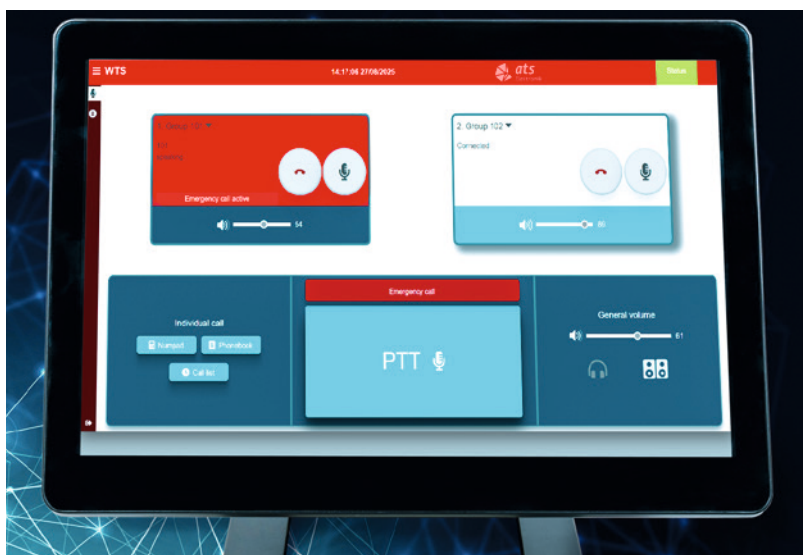 WTS
14:17:06 27/08/2025
ats
Status
1. Group 101
Emergency call active
54
2. Group 102
Connected
Emergency call
Individual call
Numpad
Phonebook
Call list
PTT
General volume
61